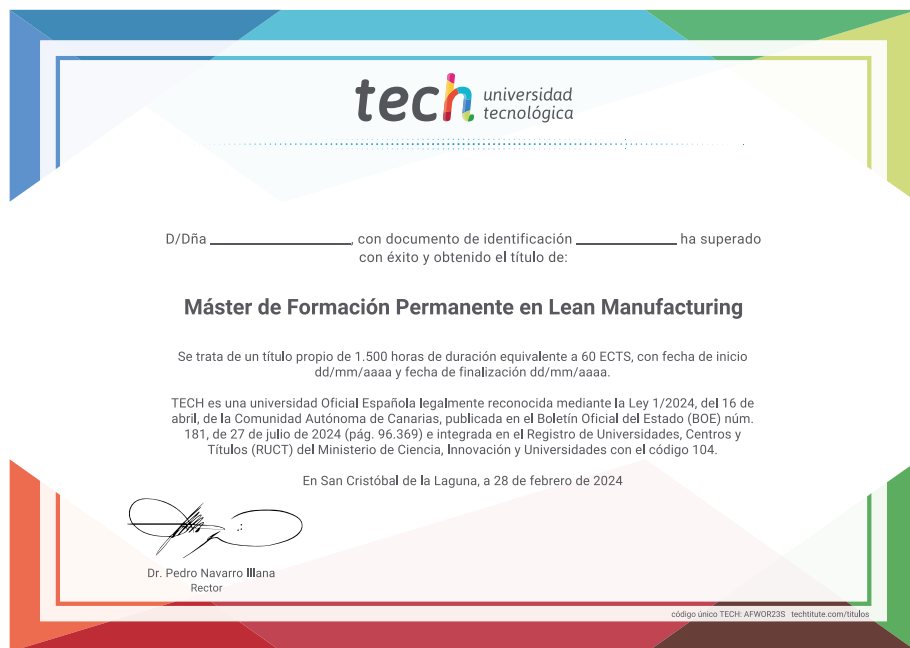 tech universidad
tecnológica
D/Dña ____________________, con documento de identificación ______________ ha superado
con éxito y obtenido el título de:
Máster de Formación Permanente en Lean Manufacturing
Se trata de un título propio de 1.500 horas de duración equivalente a 60 ECTS, con fecha de inicio
dd/mm/aaaa y fecha de finalización dd/mm/aaaa.
TECH es una universidad Oficial Española legalmente reconocida mediante la Ley 1/2024, del 16 de
abril, de la Comunidad Autónoma de Canarias, publicada en el Boletín Oficial del Estado (BOE) núm.
181, de 27 de julio de 2024 (pág. 96.369) e integrada en el Registro de Universidades, Centros y
Títulos (RUCT) del Ministerio de Ciencia, Innovación y Universidades con el código 104.
En San Cristóbal de la Laguna, a 28 de febrero de 2024
Dr. Pedro Navarro Illana
Rector
código único TECH: AFWOR23S techtitute.com/titulos